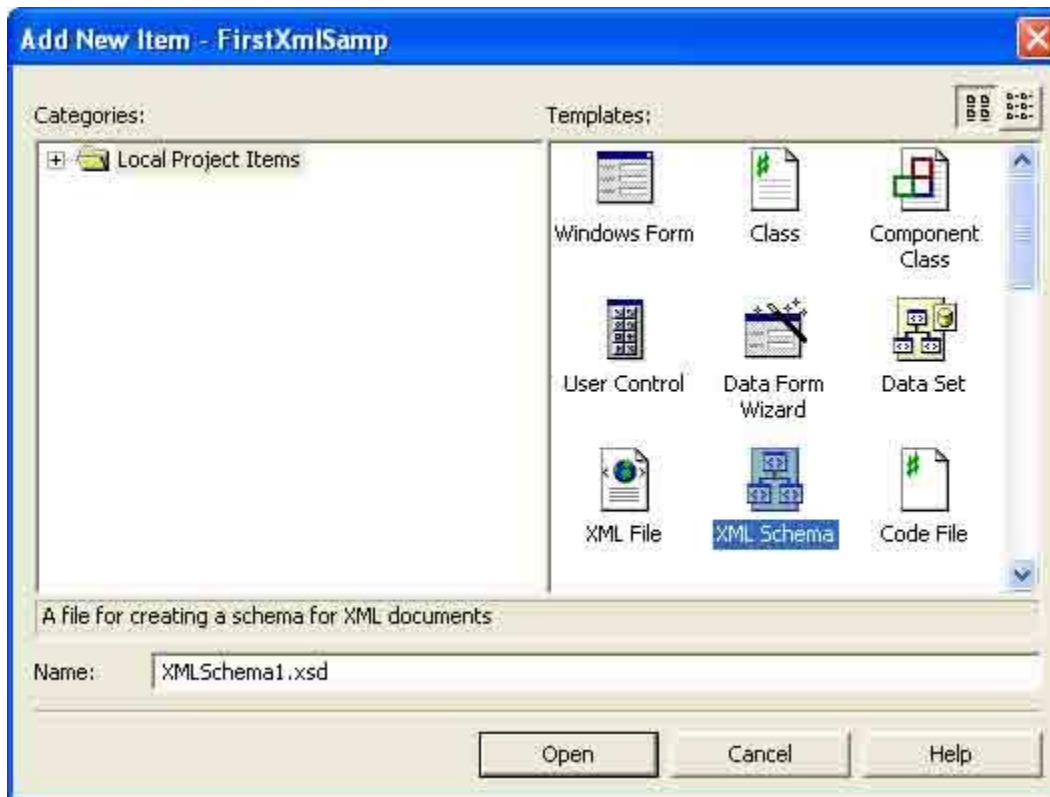 Add New Item - FirstXmlSamp
Categories:
Templates:
Local Project Items
Windows Form
Class
Component
Class
User Control
Data Form
Wizard
Data Set
XML File
XML Schema
Code File
A file for creating a schema for XML documents
Name:
XMLSchema1.xsd
Open
Cancel
Help